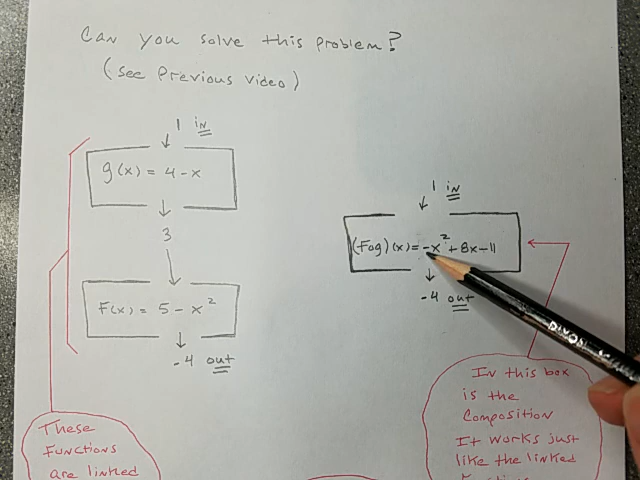 Can you solve this problem?
(See Previous video)
1 in
g(x) = 4 - x
3
F(x) = 5 - x²
-4 out
1 in
(Fog)(x) = -x² + 8x - 11
-4 out
These
Functions
are linked
In this box
is the
Composition
It works just
like the linked
DIXON